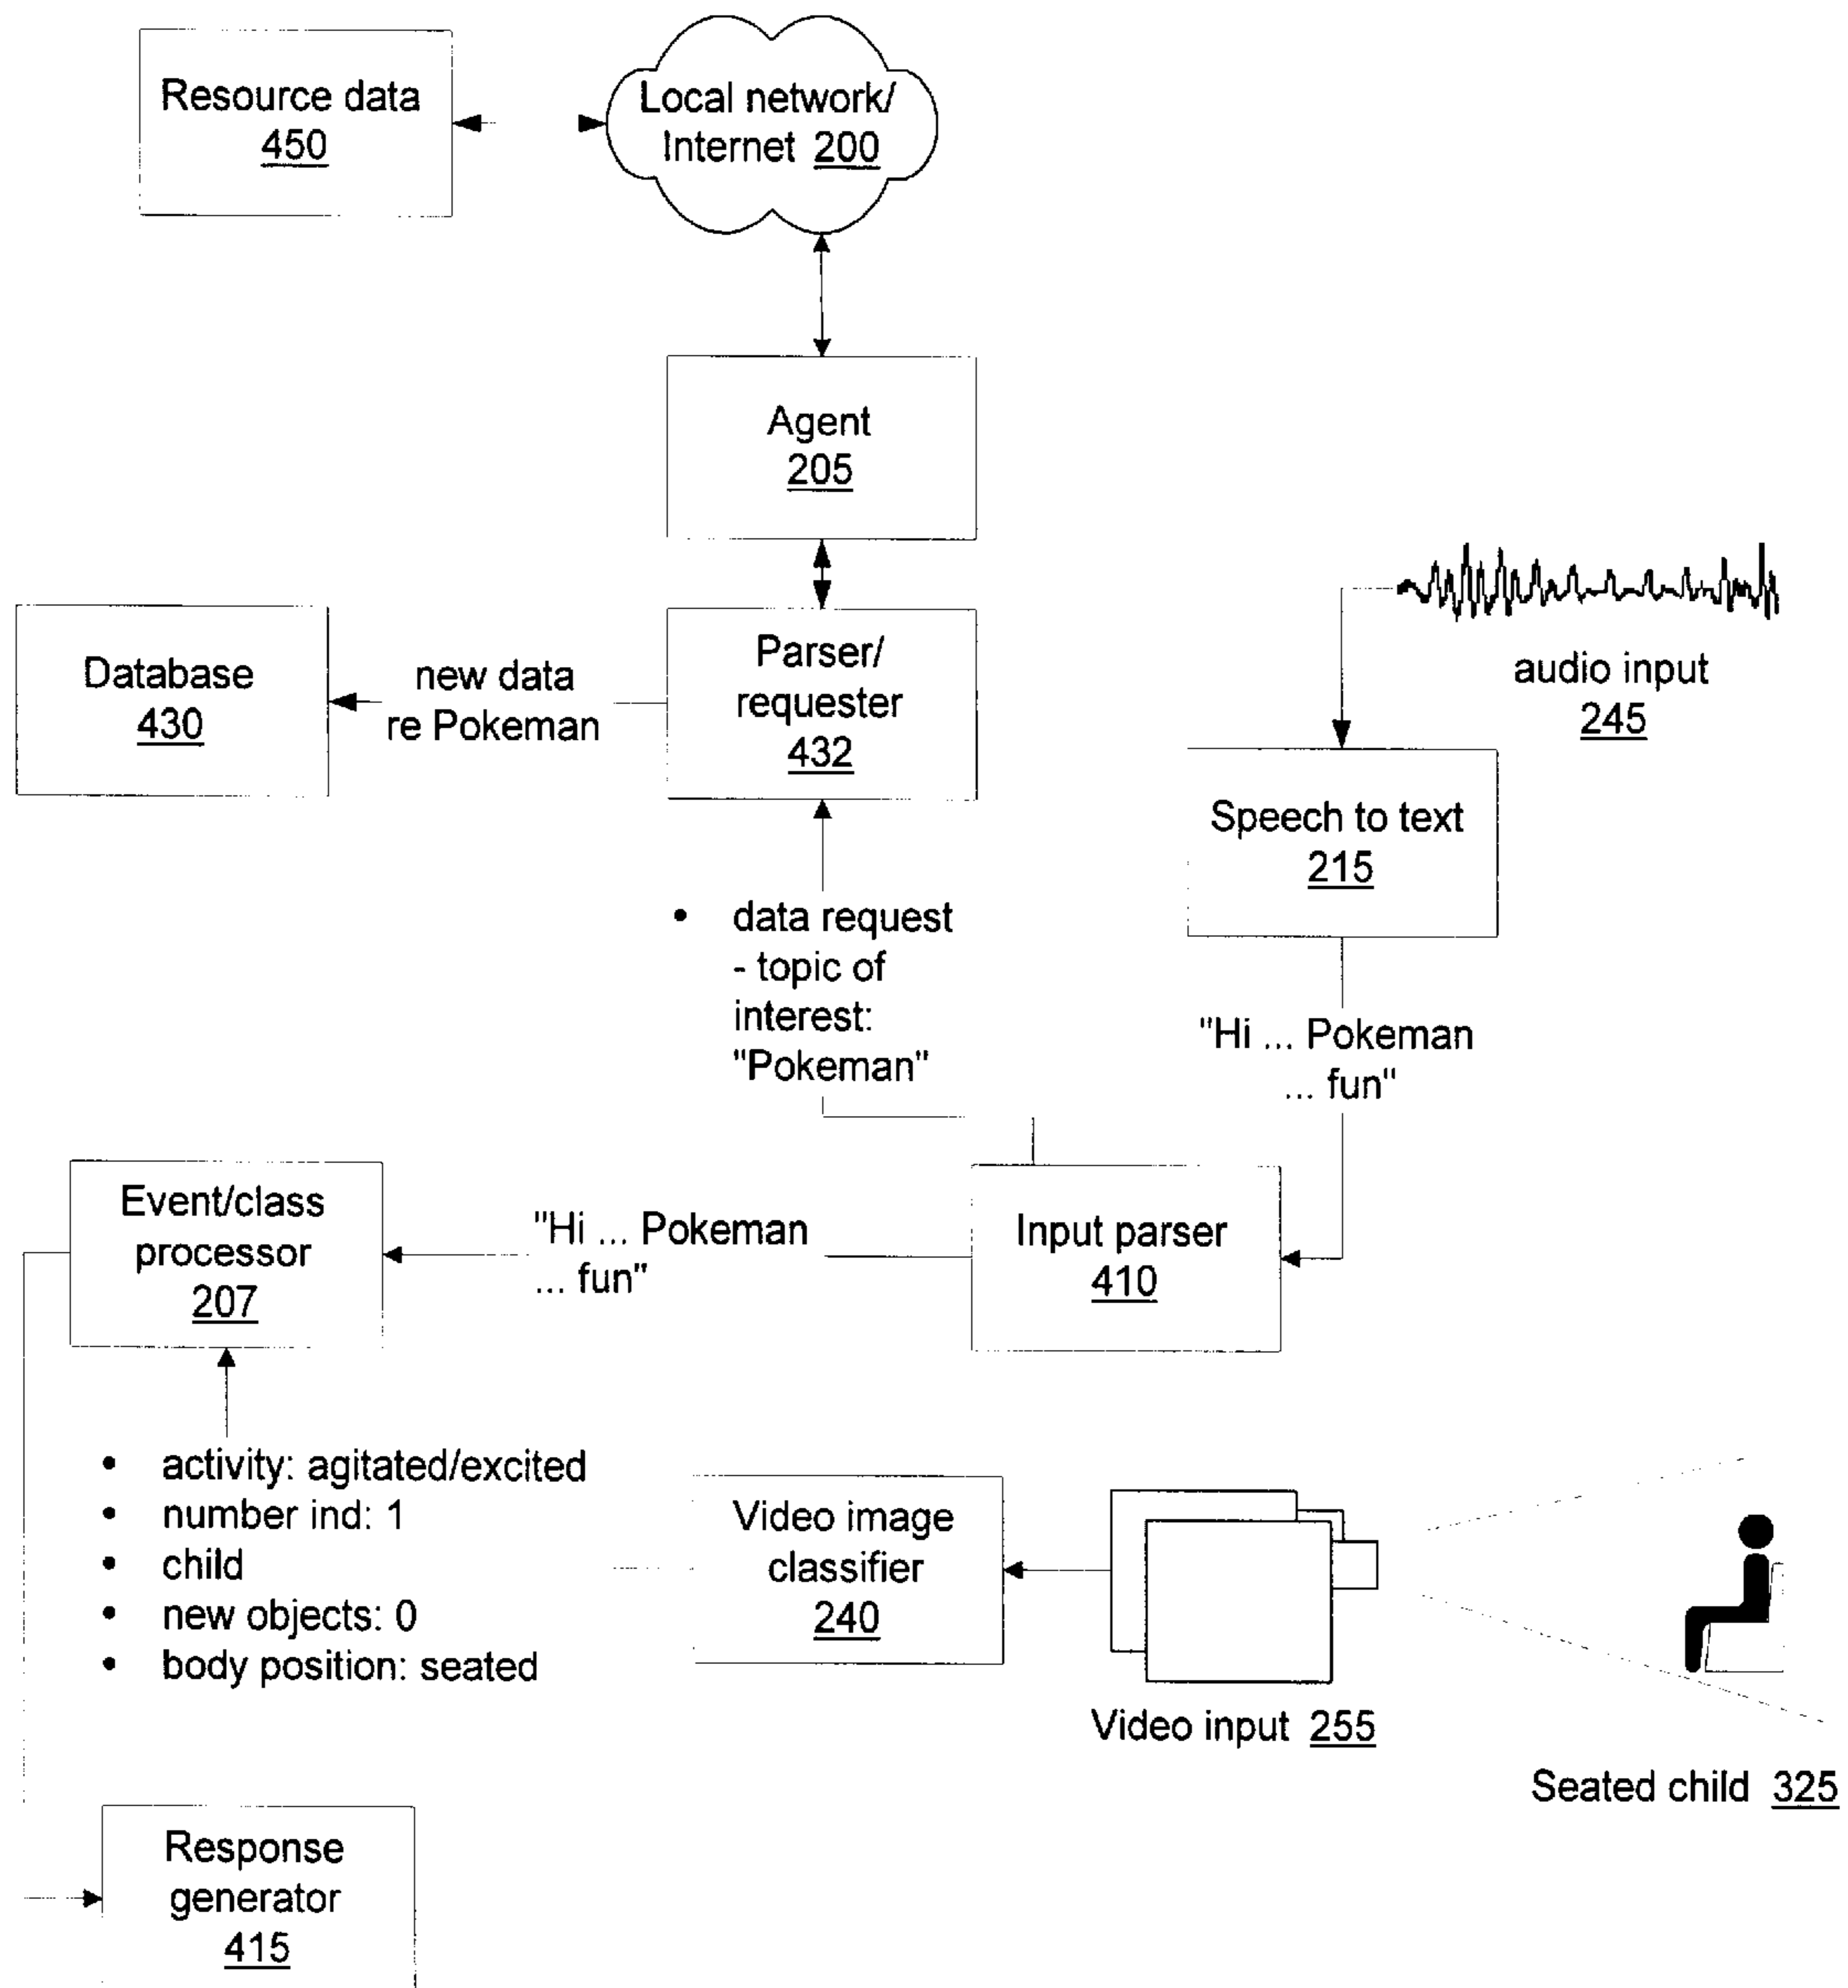 Resource data
450
Local network/
Internet 200
Agent
205
Database
430
new data
re Pokeman
Parser/
requester
432
audio input
245
Speech to text
215
• data request
- topic of
interest:
"Pokeman"
"Hi ... Pokeman
... fun"
Event/class
processor
207
"Hi ... Pokeman
... fun"
Input parser
410
• activity: agitated/excited
• number ind: 1
• child
• new objects: 0
• body position: seated
Video image
classifier
240
Video input 255
Seated child 325
Response
generator
415